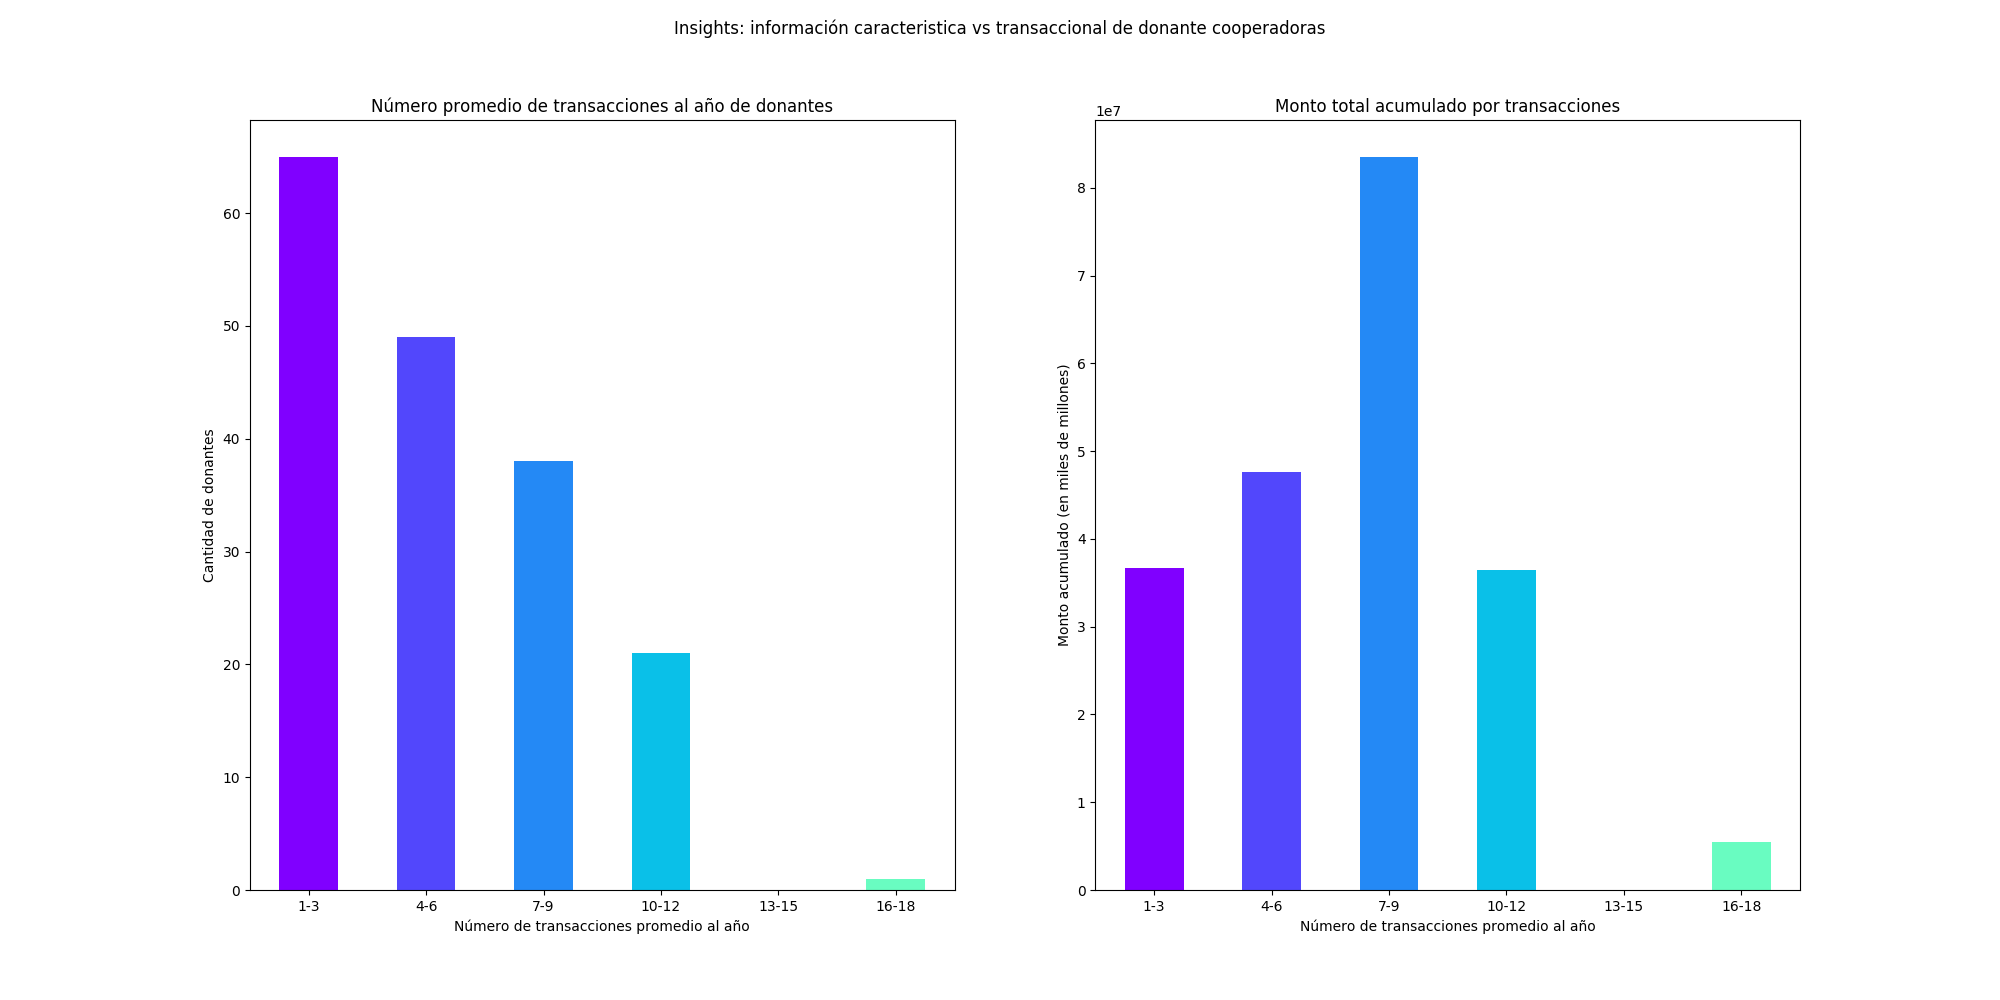 Insights: información caracteristica vs transaccional de donante cooperadoras
Número promedio de transacciones al año de donantes
Cantidad de donantes
60
50
40
30
20
10
0
1-3 4-6 7-9 10-12 13-15 16-18
Número de transacciones promedio al año
Monto total acumulado por transacciones
1e7
Monto acumulado (en miles de millones)
8
7
6
5
4
3
2
1
0
1-3 4-6 7-9 10-12 13-15 16-18
Número de transacciones promedio al año